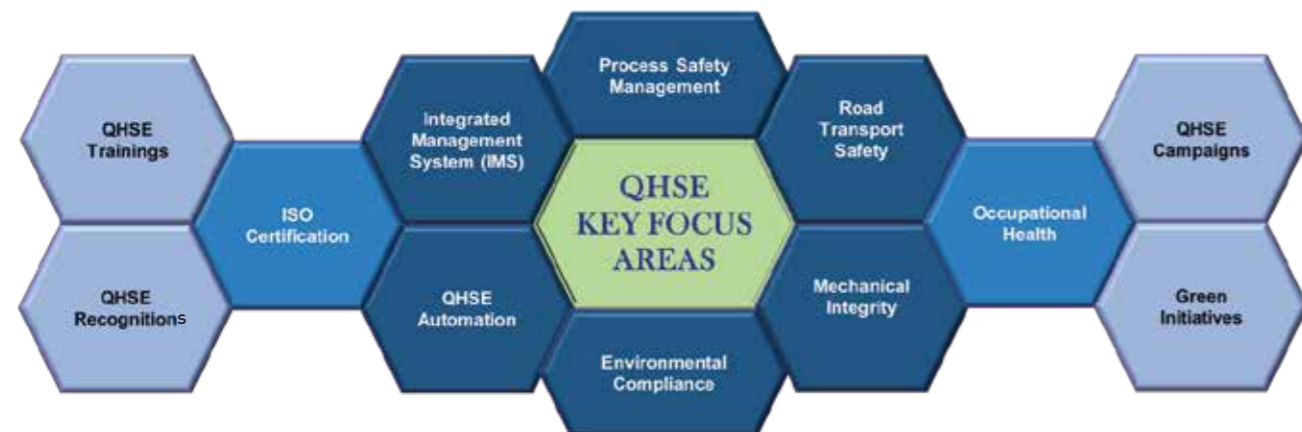 QHSE
Trainings
QHSE
Recognitions
ISO
Certification
Integrated
Management
System (IMS)
QHSE
Automation
Process Safety
Management
QHSE
KEY FOCUS
AREAS
Environmental
Compliance
Road
Transport
Safety
Mechanical
Integrity
Occupational
Health
QHSE
Campaigns
Green
Initiatives